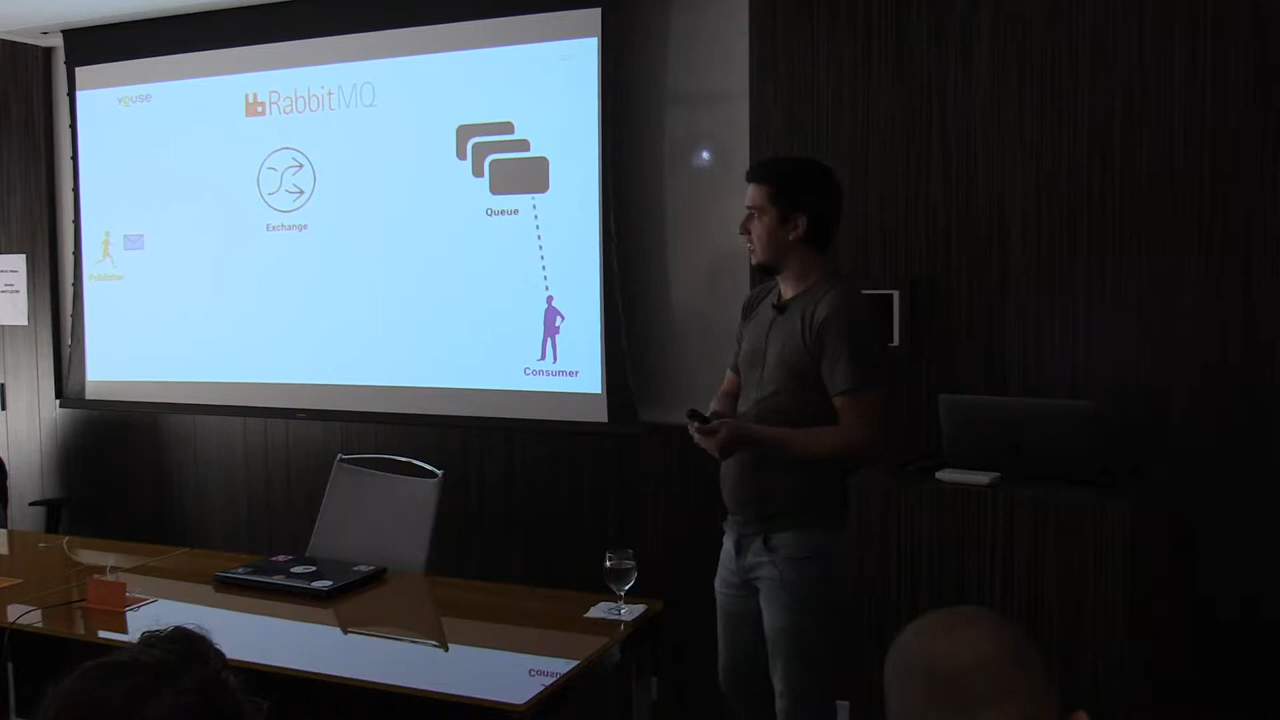 youse
RabbitMQ
Exchange
Queue
Publisher
Consumer